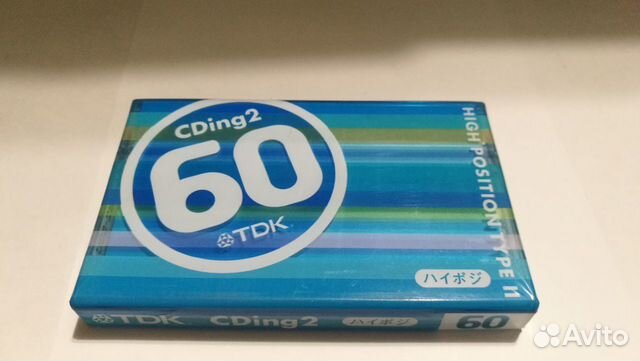 CDing2
60
TDK
HIGH POSITION TYPE II
ハイポジ
TDK CDing2 ハイポジ 60
Avito